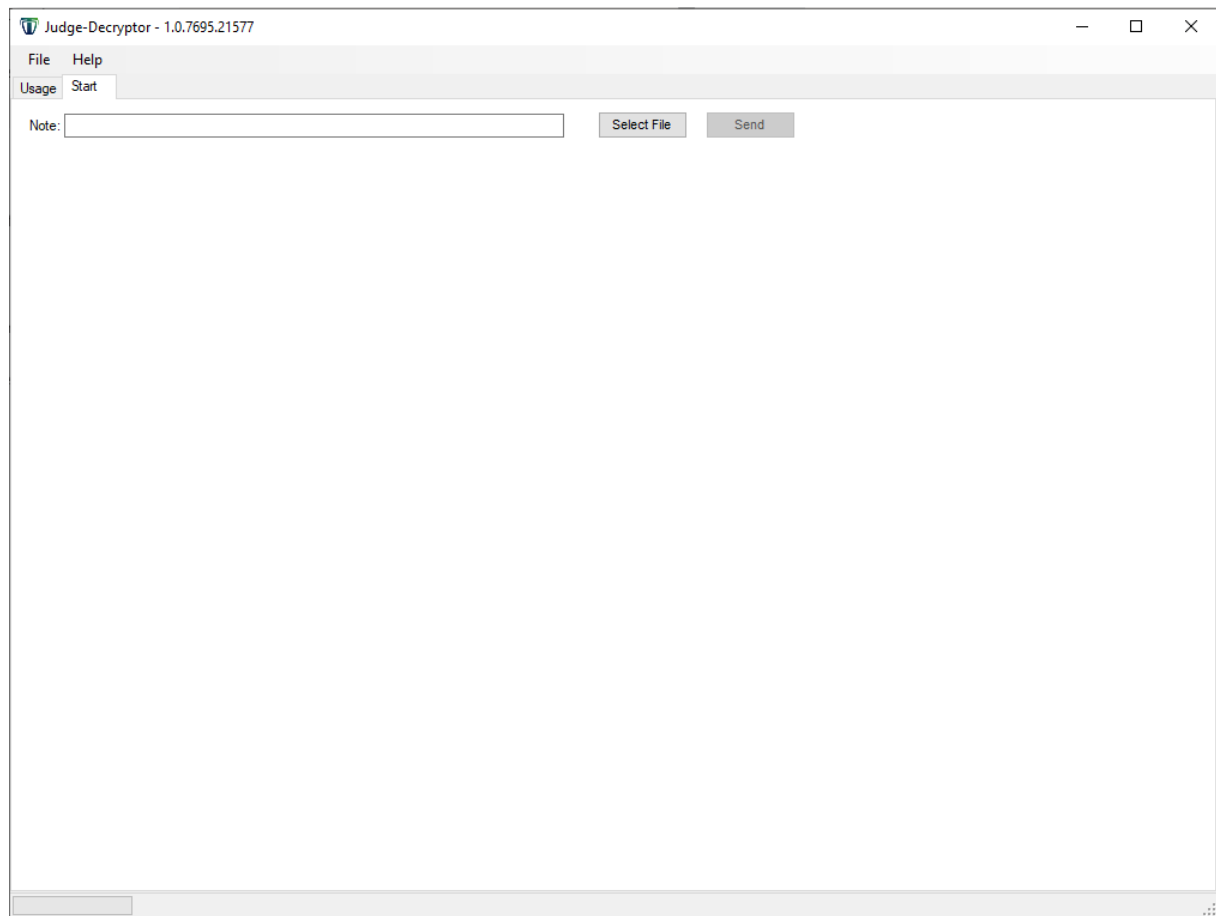 Judge-Decryptor - 1.0.7695.21577
File Help
Usage Start
Note: Select File Send